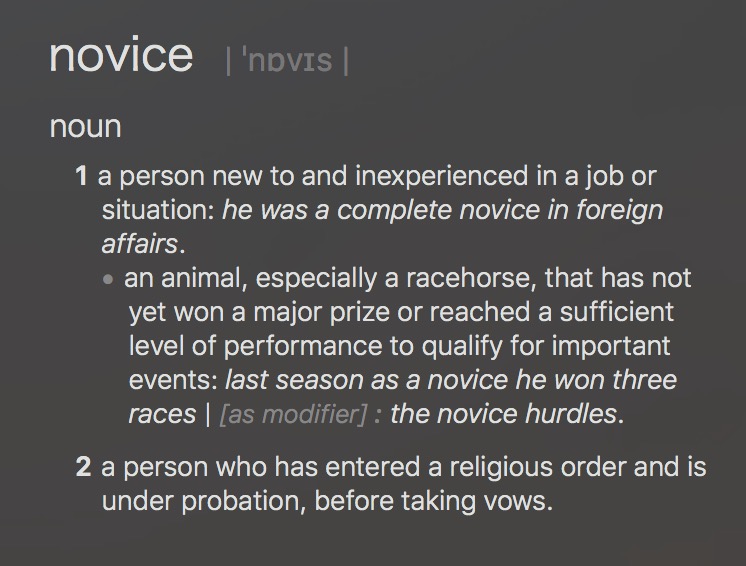 novice | ˈnɒvɪs |
noun
1 a person new to and inexperienced in a job or
situation: he was a complete novice in foreign
affairs.
• an animal, especially a racehorse, that has not
yet won a major prize or reached a sufficient
level of performance to qualify for important
events: last season as a novice he won three
races | [as modifier] : the novice hurdles.
2 a person who has entered a religious order and is
under probation, before taking vows.